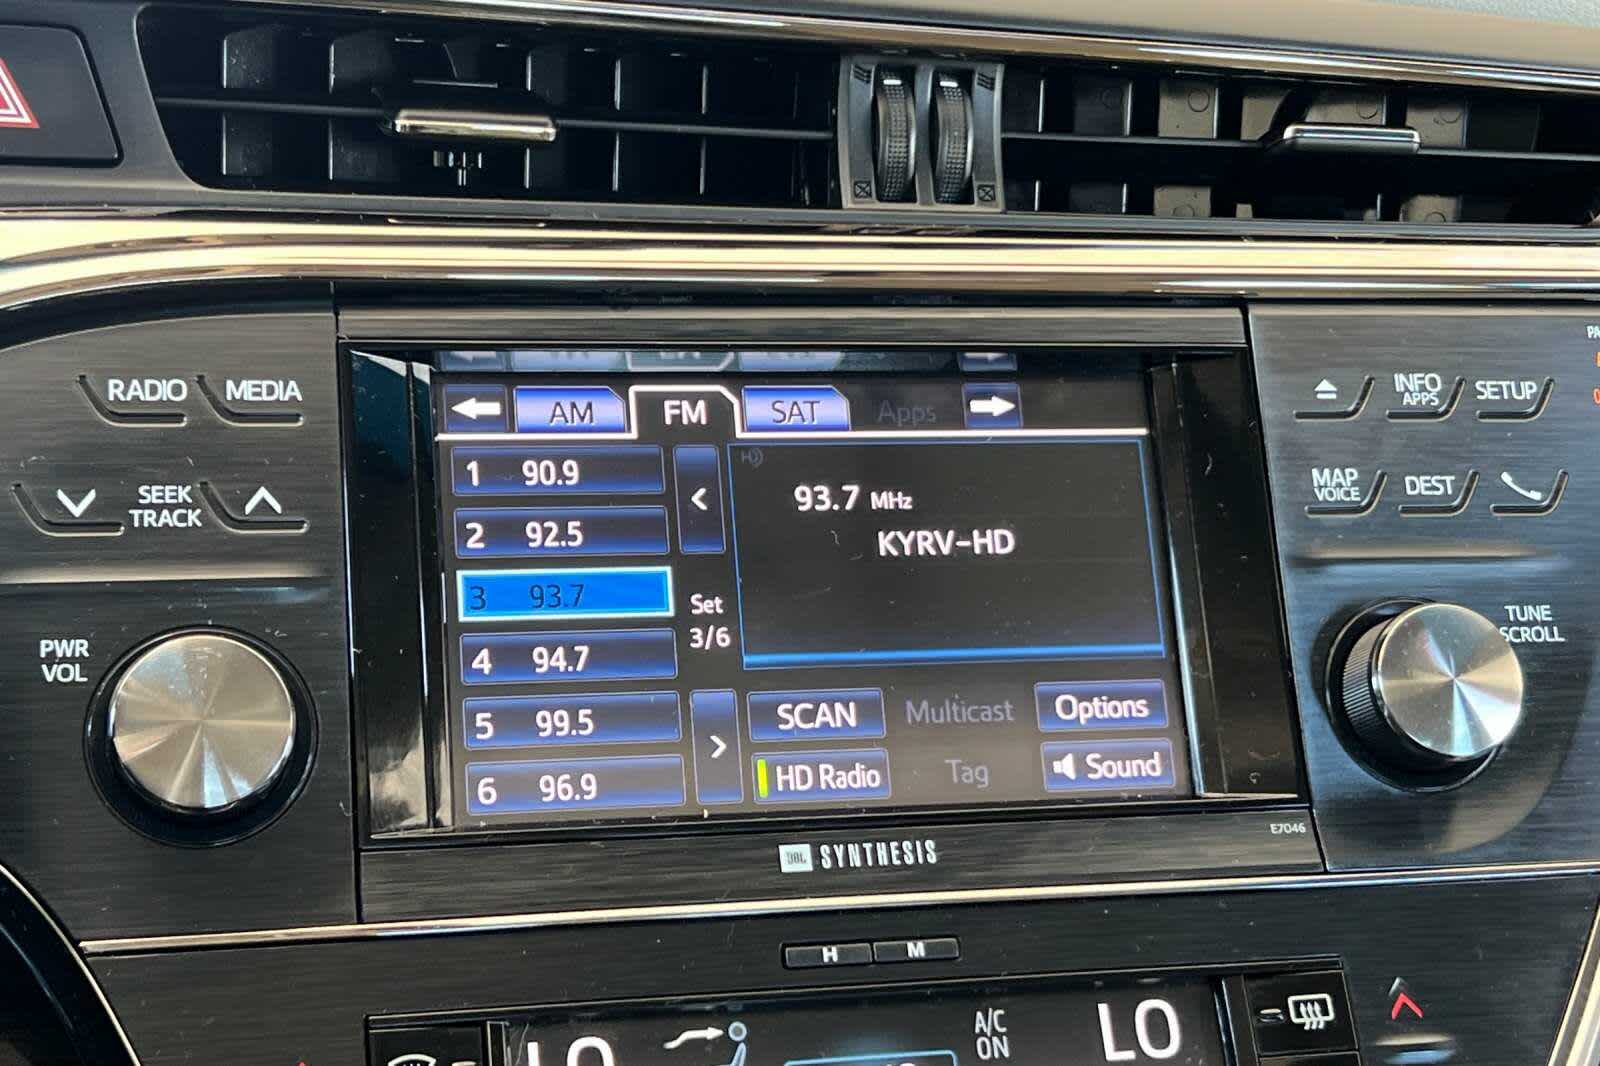 RADIO
MEDIA
SEEK
TRACK
PWR
VOL
AM
FM
SAT
Apps
1 90.9
2 92.5
3 93.7
4 94.7
5 99.5
6 96.9
<
Set
3/6
>
93.7 MHz
KYRV-HD
SCAN
Multicast
Options
HD Radio
Tag
Sound
INFO
APPS
SETUP
MAP
VOICE
DEST
TUNE
SCROLL
E7046
JBL SYNTHESIS
H
M
LO
A/C
ON
LO